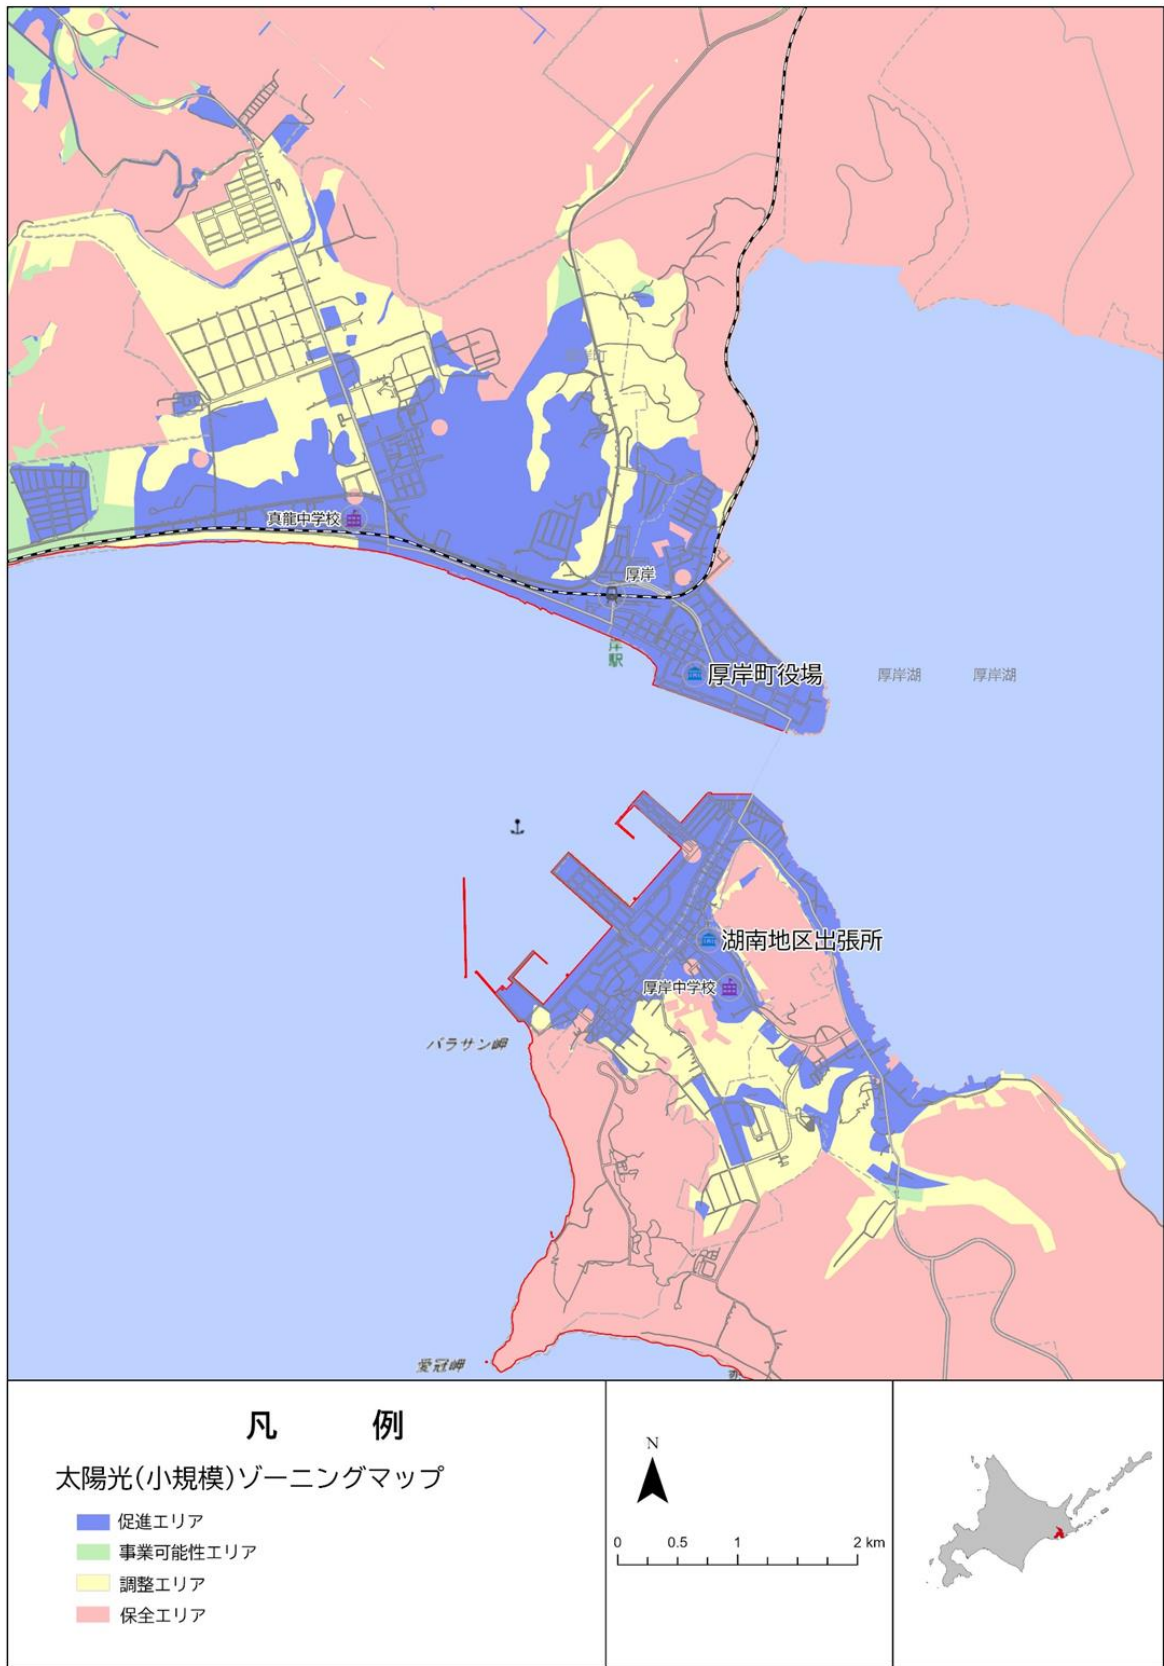 真龍中学校
厚岸
岸
駅
厚岸町役場
厚岸湖
厚岸湖
湖南地区出張所
厚岸中学校
バラサン岬
愛冠岬
凡 例
太陽光(小規模)ゾーニングマップ
促進エリア
事業可能性エリア
調整エリア
保全エリア
N
0 0.5 1 2 km